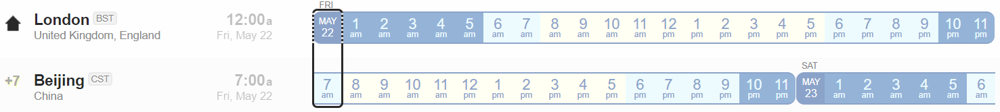 FRI
London BST 12:00a MAY 1 2 3 4 5 6 7 8 9 10 11 12 1 2 3 4 5 6 7 8 9 10 11
United Kingdom, England Fri, May 22 22 am am am am am am am am am am am pm pm pm pm pm pm pm pm pm pm pm pm
SAT
+7 Beijing CST 7:00a 7 8 9 10 11 12 1 2 3 4 5 6 7 8 9 10 11 MAY 1 2 3 4 5 6
China Fri, May 22 am am am am am pm pm pm pm pm pm pm pm pm pm pm pm 23 am am am am am am